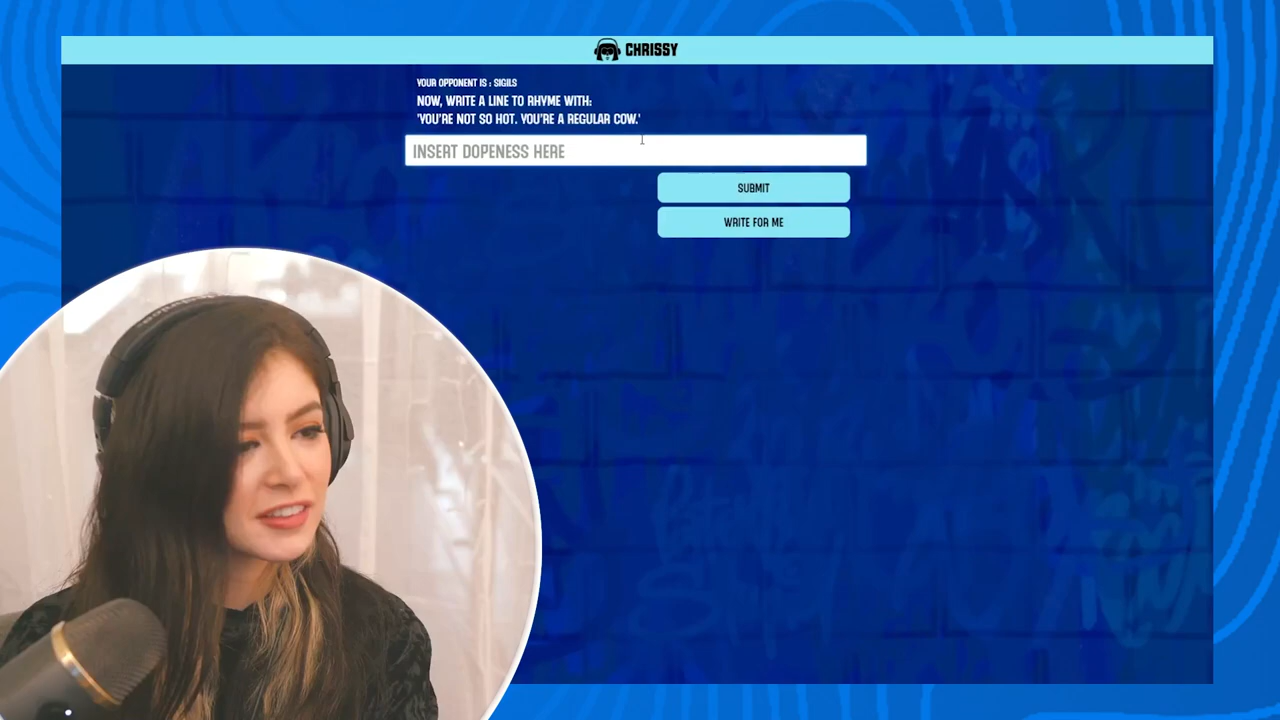 CHRISSY
YOUR OPPONENT IS : SIGILS
NOW, WRITE A LINE TO RHYME WITH:
'YOU'RE NOT SO HOT. YOU'RE A REGULAR COW.'
INSERT DOPENESS HERE
SUBMIT
WRITE FOR ME